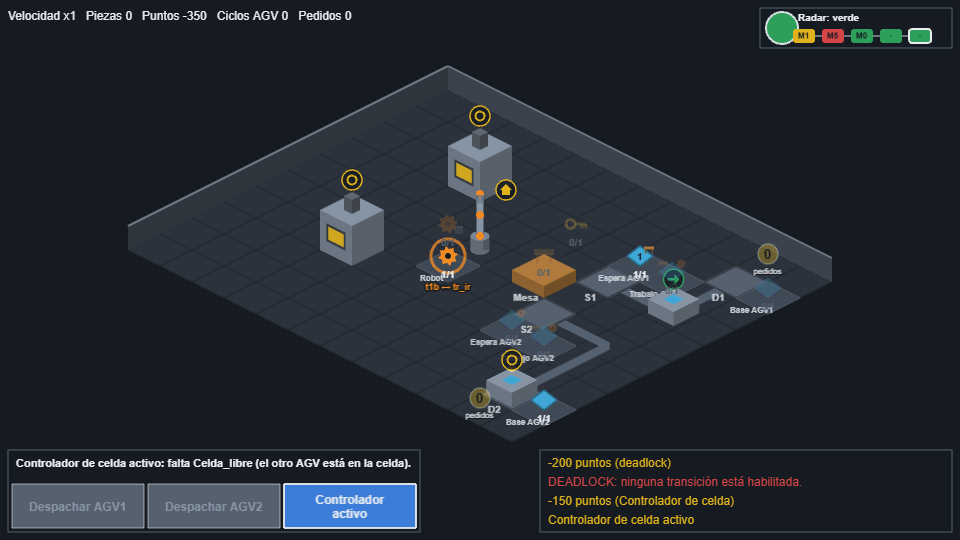 Velocidad x1 Piezas 0 Puntos -350 Ciclos AGV 0 Pedidos 0
Radar: verde
M1 M5 M0 - -
0/1
0
pedidos
Robot
1/1
t1b — tr_ir
0/1
Mesa
S1
Espera AGV1
1
1/1
Trabajo
D1
Base AGV1
S2
Espera AGV2
AGV2
0
pedidos
D2
Base AGV2
1/1
Controlador de celda activo: falta Celda_libre (el otro AGV está en la celda).
Despachar AGV1
Despachar AGV2
Controlador
activo
-200 puntos (deadlock)
DEADLOCK: ninguna transición está habilitada.
-150 puntos (Controlador de celda)
Controlador de celda activo